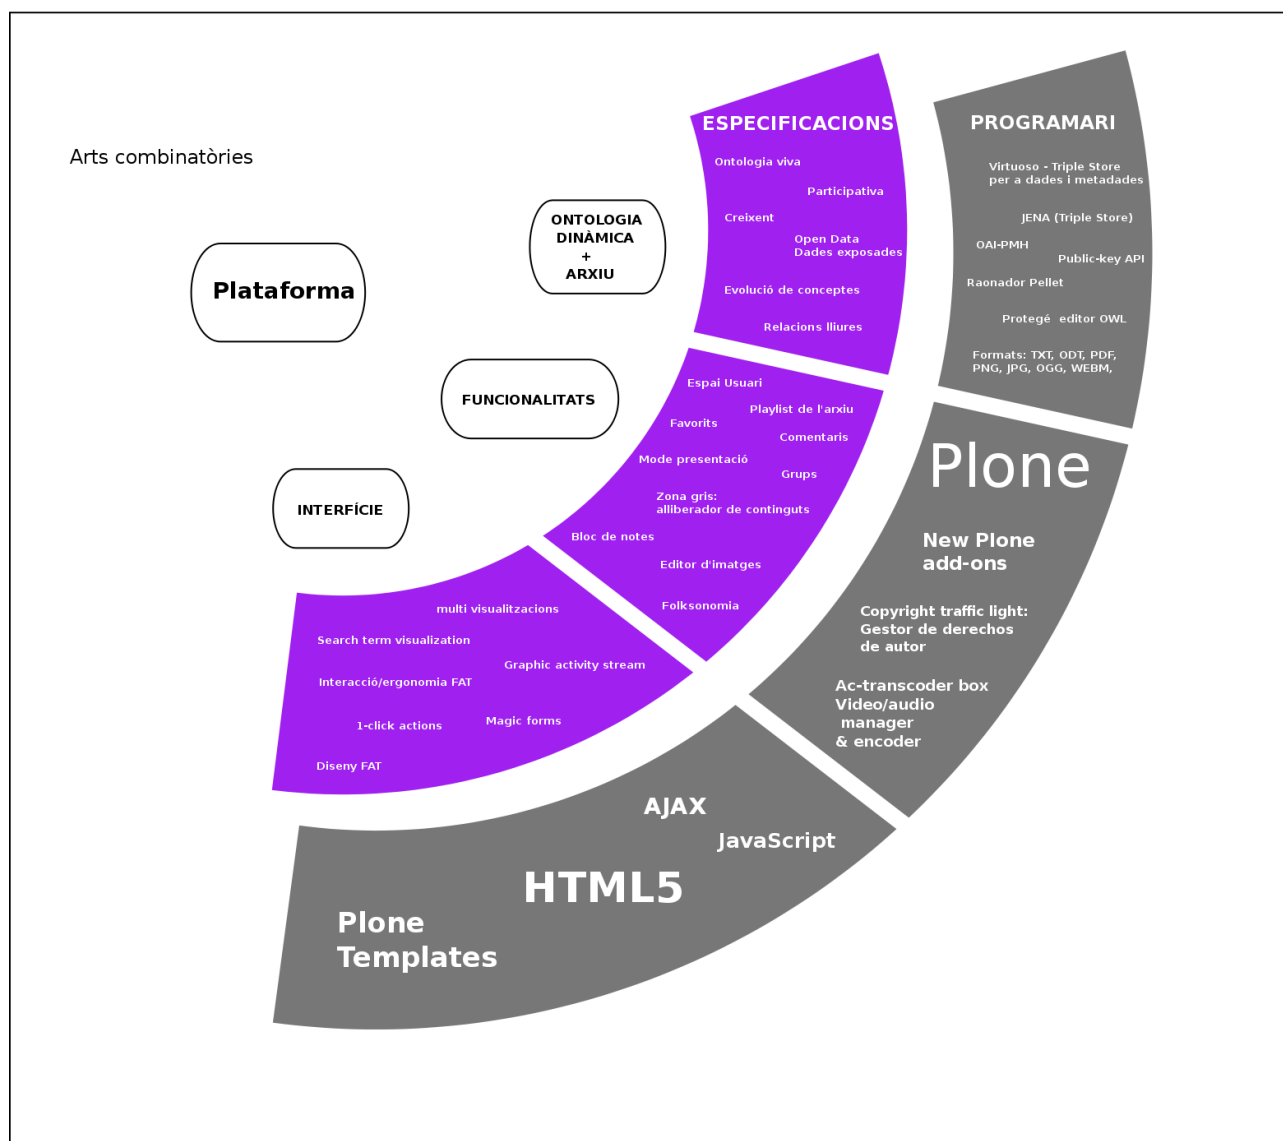 Arts combinatòries
Plataforma
ONTOLOGIA
DINÀMICA
+
ARXIU
FUNCIONALITATS
INTERFÍCIE
ESPECIFICACIONS
Ontologia viva
Participativa
Creixent
Open Data
Dades exposades
Evolució de conceptes
Relacions lliures
Espai Usuari
Playlist de l'arxiu
Favorits
Comentaris
Mode presentació
Grups
Zona gris:
alliberador de continguts
Bloc de notes
Editor d'imatges
Folksonomia
multi visualitzacions
Search term visualization
Graphic activity stream
Interacció/ergonomia FAT
Magic forms
1-click actions
Diseny FAT
PROGRAMARI
Virtuoso - Triple Store
per a dades i metadades
JENA (Triple Store)
OAI-PMH
Public-key API
Raonador Pellet
Protegé  editor OWL
Formats: TXT, ODT, PDF,
PNG, JPG, OGG, WEBM,
Plone
New Plone
add-ons
Copyright traffic light:
Gestor de derechos
de autor
Ac-transcoder box
Video/audio
manager
& encoder
AJAX
JavaScript
HTML5
Plone
Templates